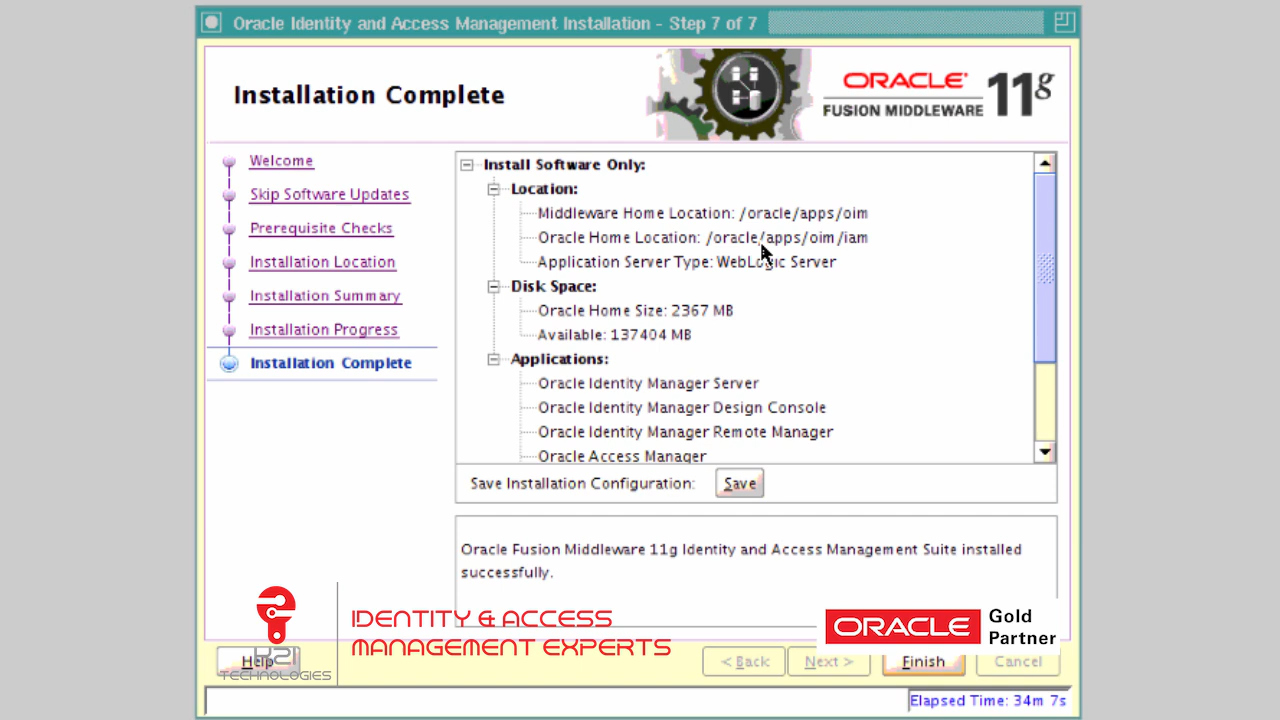 Oracle Identity and Access Management Installation - Step 7 of 7
Installation Complete
ORACLE
FUSION MIDDLEWARE
11g
Welcome
Skip Software Updates
Prerequisite Checks
Installation Location
Installation Summary
Installation Progress
Installation Complete
Install Software Only:
Location:
Middleware Home Location: /oracle/apps/oim
Oracle Home Location: /oracle/apps/oim/iam
Application Server Type: WebLogic Server
Disk Space:
Oracle Home Size: 2367 MB
Available: 137404 MB
Applications:
Oracle Identity Manager Server
Oracle Identity Manager Design Console
Oracle Identity Manager Remote Manager
Oracle Access Manager
Save Installation Configuration: Save
Oracle Fusion Middleware 11g Identity and Access Management Suite installed
successfully.
K21
TECHNOLOGIES
IDENTITY & ACCESS
MANAGEMENT EXPERTS
ORACLE
Gold
Partner
Help
< Back
Next >
Finish
Cancel
Elapsed Time: 34m 7s